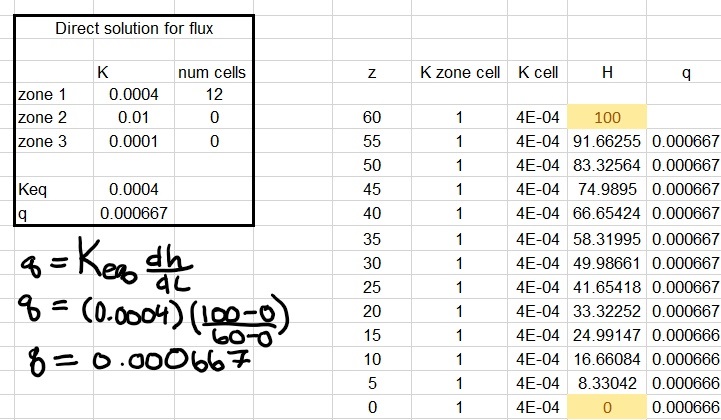 Direct solution for flux
K num cells
zone 1 0.0004 12
zone 2 0.01 0
zone 3 0.0001 0
Keq 0.0004
q 0.000667
q = Keq dh/dL
q = (0.0004) (100-0/60-0)
q = 0.000667
z K zone cell K cell H q
60 1 4E-04 100
55 1 4E-04 91.66255 0.000667
50 1 4E-04 83.32564 0.000667
45 1 4E-04 74.9895 0.000667
40 1 4E-04 66.65424 0.000667
35 1 4E-04 58.31995 0.000667
30 1 4E-04 49.98661 0.000667
25 1 4E-04 41.65418 0.000667
20 1 4E-04 33.32252 0.000667
15 1 4E-04 24.99147 0.000666
10 1 4E-04 16.66084 0.000666
5 1 4E-04 8.33042 0.000666
0 1 4E-04 0 0.000666